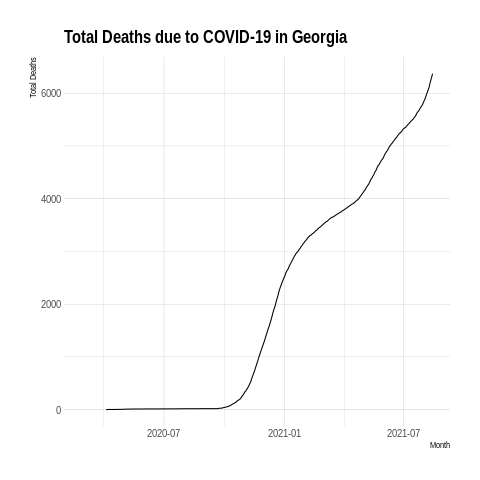 Total Deaths due to COVID-19 in Georgia
Total Deaths
6000
4000
2000
0
2020-07
2021-01
2021-07
Month